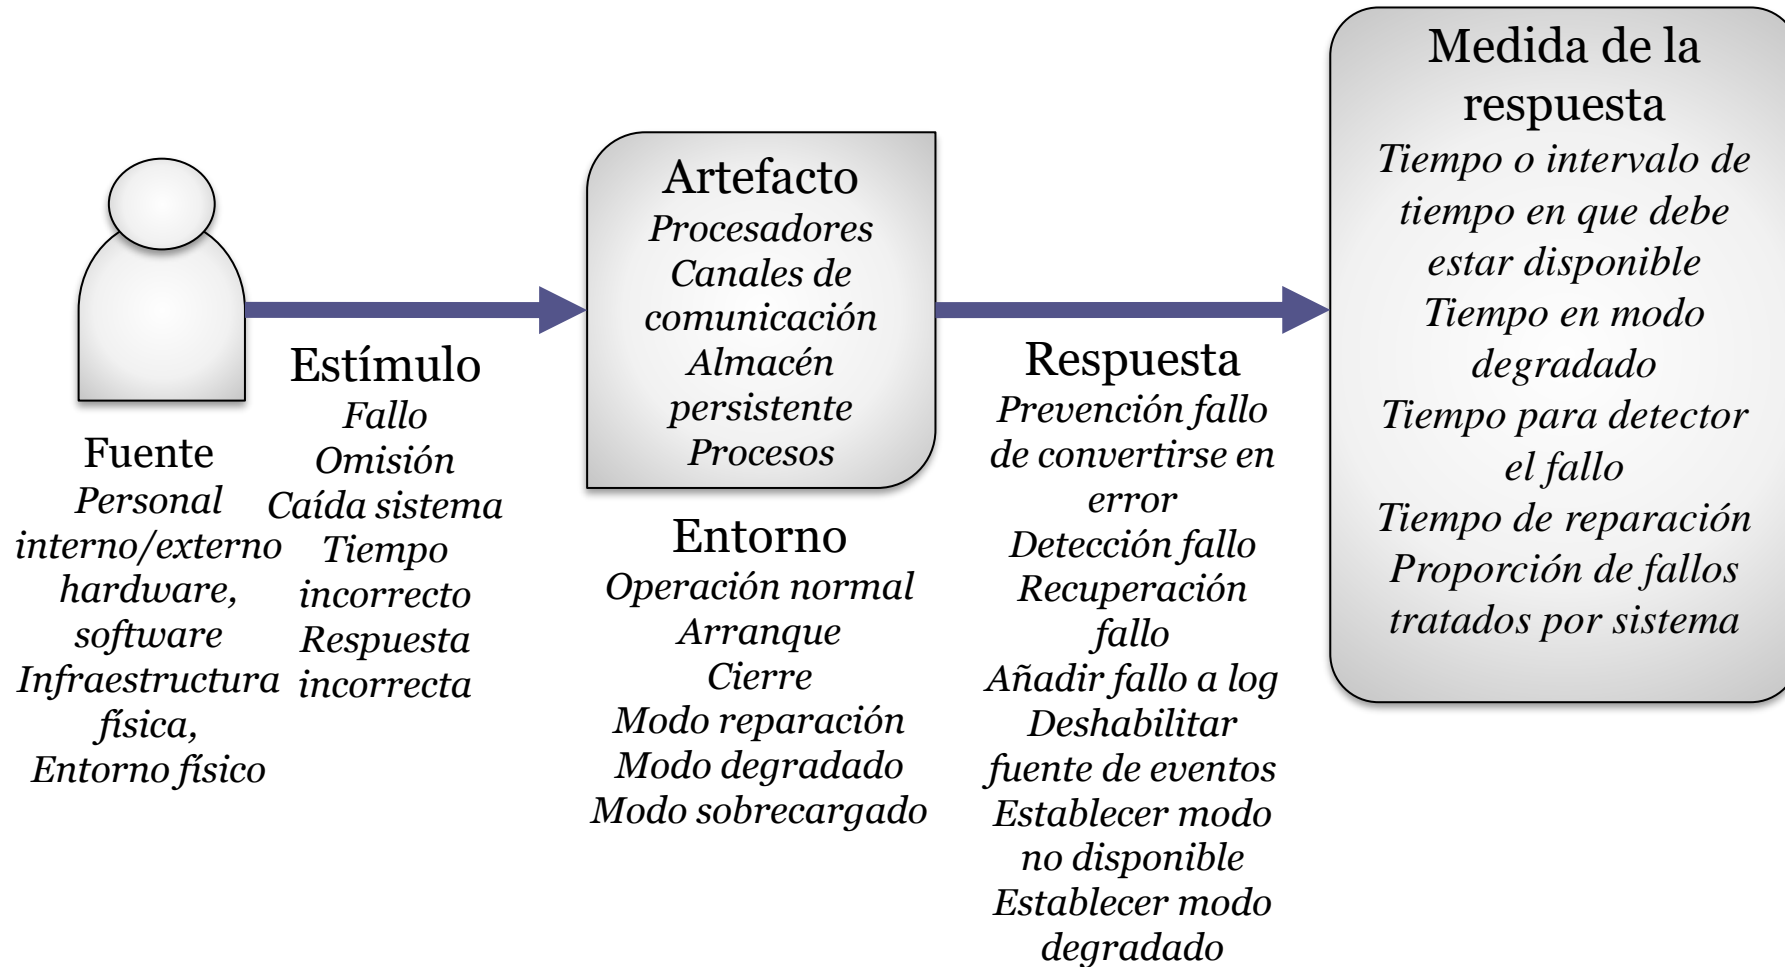 Fuente
Personal
interno/externo
hardware,
software
Infraestructura
física,
Entorno físico
Estímulo
Fallo
Omisión
Caída sistema
Tiempo
incorrecto
Respuesta
incorrecta
Artefacto
Procesadores
Canales de
comunicación
Almacén
persistente
Procesos
Entorno
Operación normal
Arranque
Cierre
Modo reparación
Modo degradado
Modo sobrecargado
Respuesta
Prevención fallo
de convertirse en
error
Detección fallo
Recuperación
fallo
Añadir fallo a log
Deshabilitar
fuente de eventos
Establecer modo
no disponible
Establecer modo
degradado
Medida de la
respuesta
Tiempo o intervalo de
tiempo en que debe
estar disponible
Tiempo en modo
degradado
Tiempo para detector
el fallo
Tiempo de reparación
Proporción de fallos
tratados por sistema